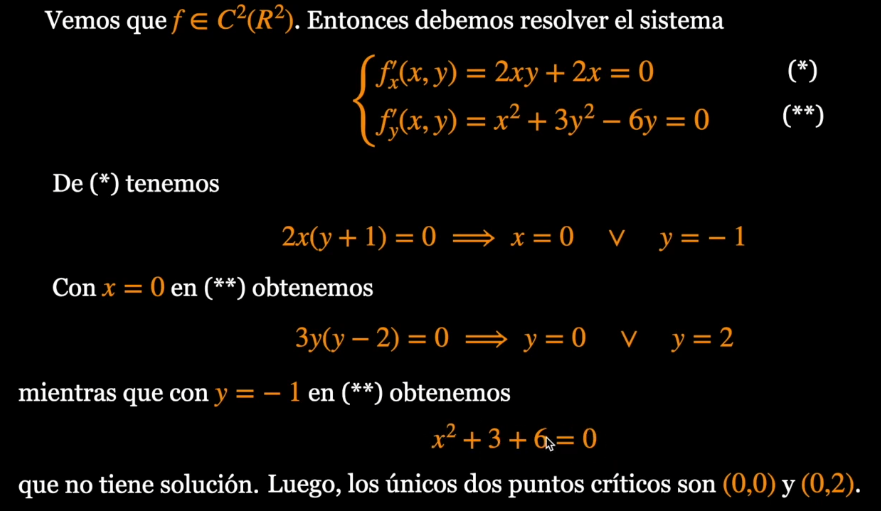 Vemos que f ∈ C²(R²). Entonces debemos resolver el sistema
f′ₓ(x, y) = 2xy + 2x = 0 (*)
f′ᵧ(x, y) = x² + 3y² − 6y = 0 (**)
De (*) tenemos
2x(y + 1) = 0 ⟹ x = 0 ∨ y = − 1
Con x = 0 en (**) obtenemos
3y(y − 2) = 0 ⟹ y = 0 ∨ y = 2
mientras que con y = − 1 en (**) obtenemos
x² + 3 + 6 = 0
que no tiene solución. Luego, los únicos dos puntos críticos son (0,0) y (0,2).